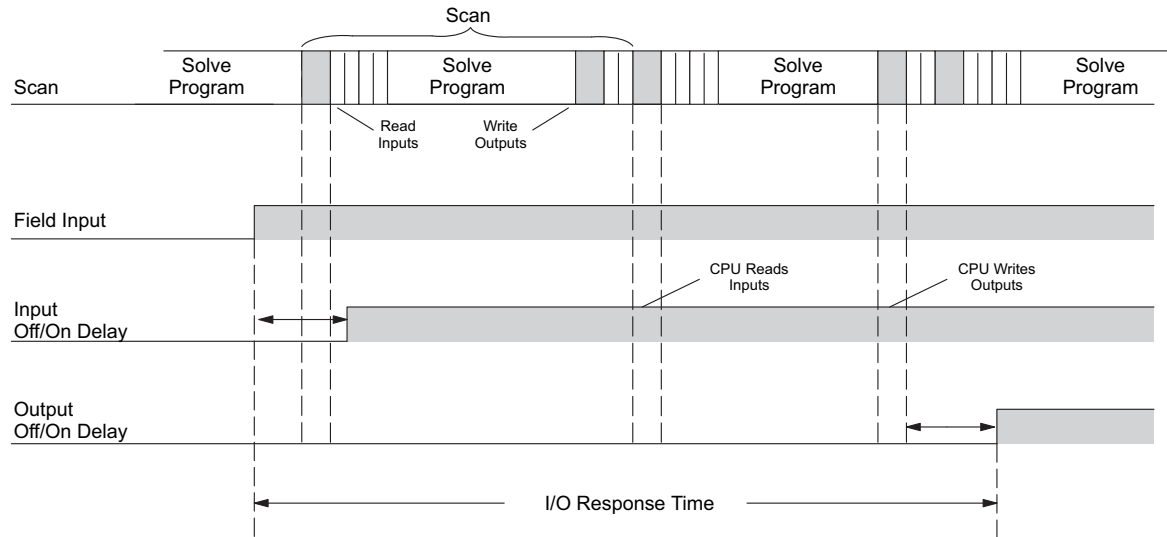 Scan
Scan
Solve
Program
Solve
Program
Solve
Program
Solve
Program
Read
Inputs
Write
Outputs
Field Input
CPU Reads
Inputs
CPU Writes
Outputs
Input
Off/On Delay
Output
Off/On Delay
I/O Response Time